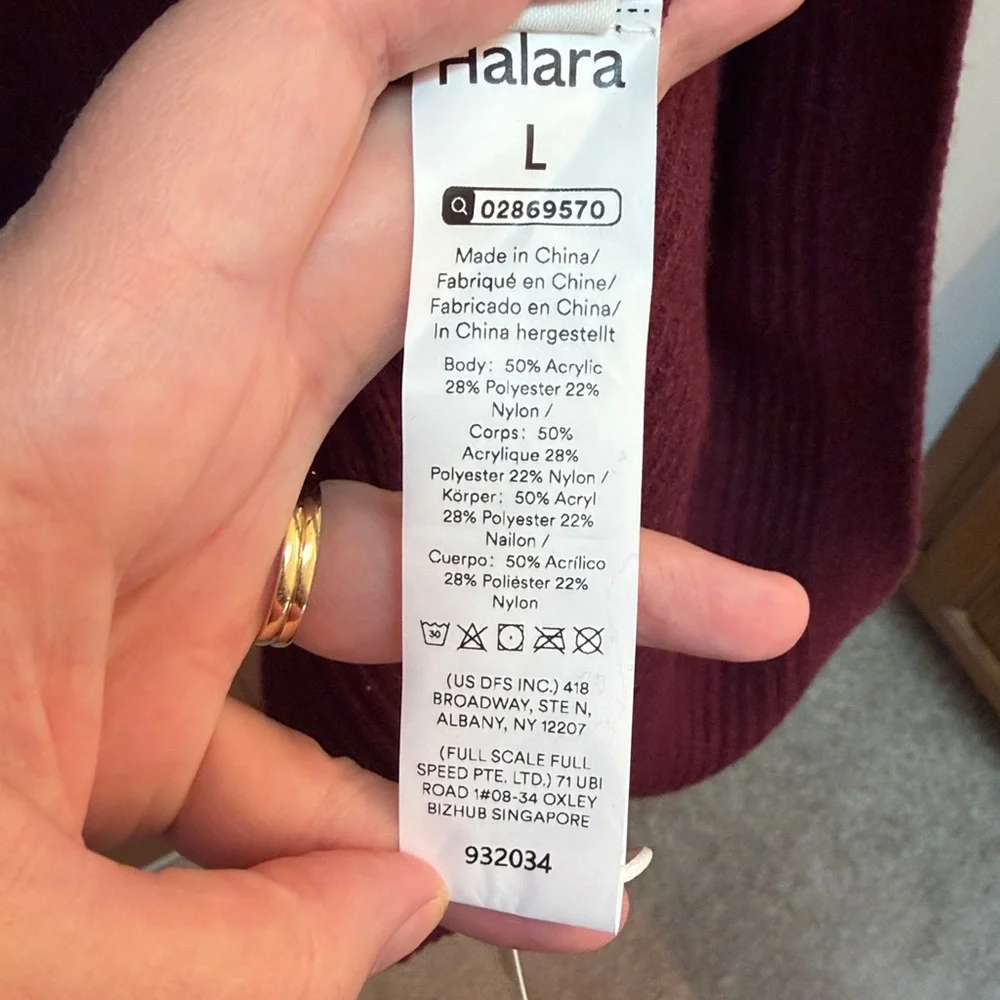 Halara
L
02869570
Made in China/
Fabriqué en Chine/
Fabricado en China/
In China hergestellt
Body: 50% Acrylic
28% Polyester 22%
Nylon /
Corps: 50%
Acrylique 28%
Polyester 22% Nylon /
Körper: 50% Acryl
28% Polyester 22%
Nailon /
Cuerpo: 50% Acrílico
28% Poliéster 22%
Nylon
30
(US DFS INC.) 418
BROADWAY, STE N,
ALBANY, NY 12207
(FULL SCALE FULL
SPEED PTE. LTD.) 71 UBI
ROAD 1#08-34 OXLEY
BIZHUB SINGAPORE
932034